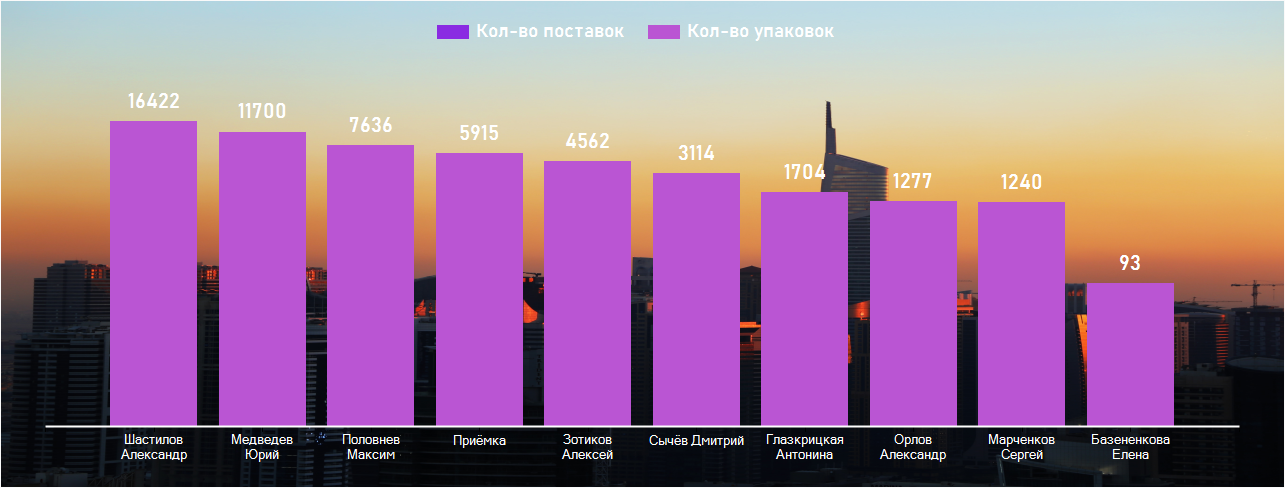 Кол-во поставок Кол-во упаковок
16422
11700
7636
5915
4562
3114
1704
1277
1240
93
Шастилов
Александр
Медведев
Юрий
Половнев
Максим
Приёмка
Зотиков
Алексей
Сычёв Дмитрий
Глазкрицкая
Антонина
Орлов
Александр
Марченков
Сергей
Базененкова
Елена